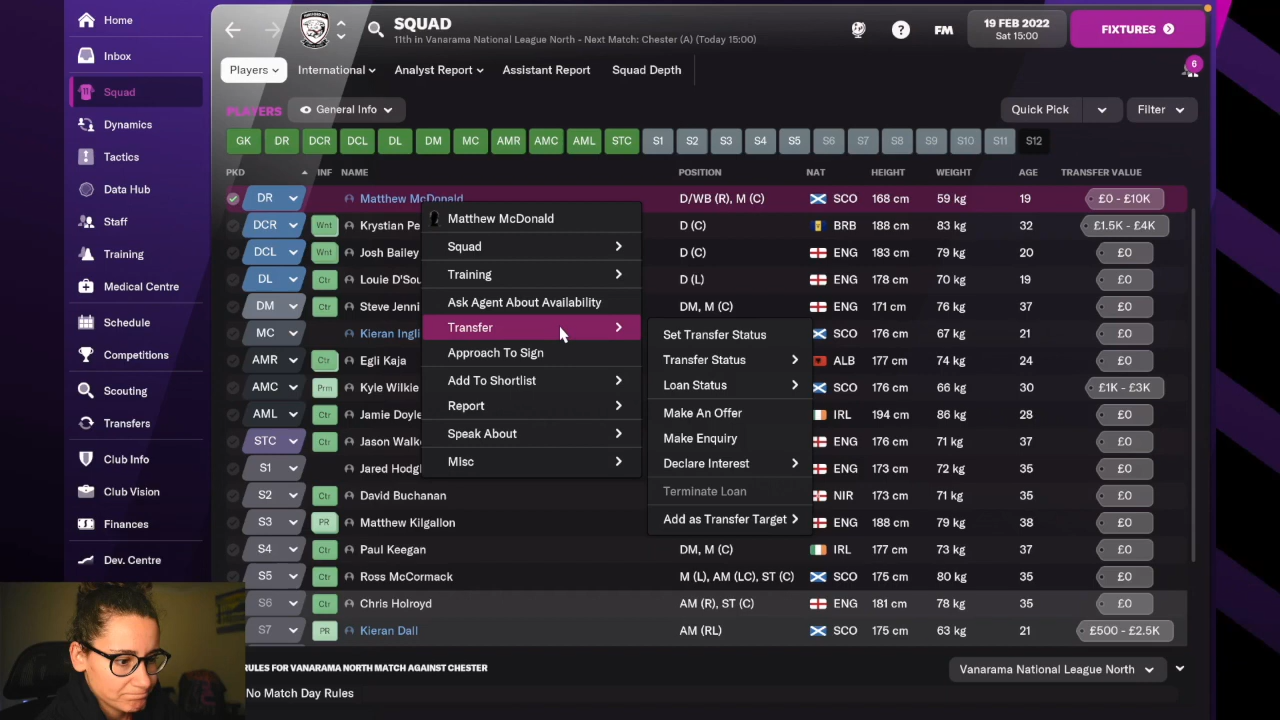 Home
Inbox
Squad
Dynamics
Tactics
Data Hub
Staff
Training
Medical Centre
Schedule
Competitions
Scouting
Transfers
Club Info
Club Vision
Finances
Dev. Centre
SQUAD
11th in Vanarama National League North - Next Match: Chester (A) (Today 15:00)
? FM 19 FEB 2022
Sat 15:00
FIXTURES
Players International Analyst Report Assistant Report Squad Depth
6
PLAYERS General Info Quick Pick Filter
GK DR DCR DCL DL DM MC AMR AMC AML STC S1 S2 S3 S4 S5 S6 S7 S8 S9 S10 S11 S12
PKD INF NAME POSITION NAT HEIGHT WEIGHT AGE TRANSFER VALUE
DR Matthew McDonald D/WB (R), M (C) SCO 168 cm 59 kg 19 £0 - £10K
DCR Wnt Krystian Pe D (C) BRB 188 cm 83 kg 32 £1.5K - £4K
DCL Wnt Josh Bailey D (C) ENG 183 cm 79 kg 20 £0
DL Ctr Louie D'Sou D (L) ENG 178 cm 70 kg 19 £0
DM Ctr Steve Jenni DM, M (C) ENG 171 cm 76 kg 37 £0
MC Kieran Ingli SCO 176 cm 67 kg 21 £0
AMR Ctr Egli Kaja ALB 177 cm 74 kg 24 £0
AMC Prm Kyle Wilkie SCO 176 cm 66 kg 30 £1K - £3K
AML Ctr Jamie Doyle IRL 194 cm 86 kg 28 £0
STC Ctr Jason Walk ENG 176 cm 71 kg 37 £0
S1 Ctr Jared Hodgk ENG 173 cm 72 kg 35 £0
S2 Ctr David Buchanan NIR 173 cm 71 kg 35 £0
S3 PR Matthew Kilgallon ENG 188 cm 79 kg 38 £0
S4 Ctr Paul Keegan DM, M (C) IRL 177 cm 73 kg 37 £0
S5 Ctr Ross McCormack M (L), AM (LC), ST (C) SCO 175 cm 80 kg 35 £0
S6 Ctr Chris Holroyd AM (R), ST (C) ENG 181 cm 78 kg 35 £0
S7 PR Kieran Dall AM (RL) SCO 175 cm 63 kg 21 £500 - £2.5K
Matthew McDonald
Squad
Training
Ask Agent About Availability
Transfer
Approach To Sign
Add To Shortlist
Report
Speak About
Misc
Set Transfer Status
Transfer Status
Loan Status
Make An Offer
Make Enquiry
Declare Interest
Terminate Loan
Add as Transfer Target
RULES FOR VANARAMA NORTH MATCH AGAINST CHESTER Vanarama National League North
No Match Day Rules